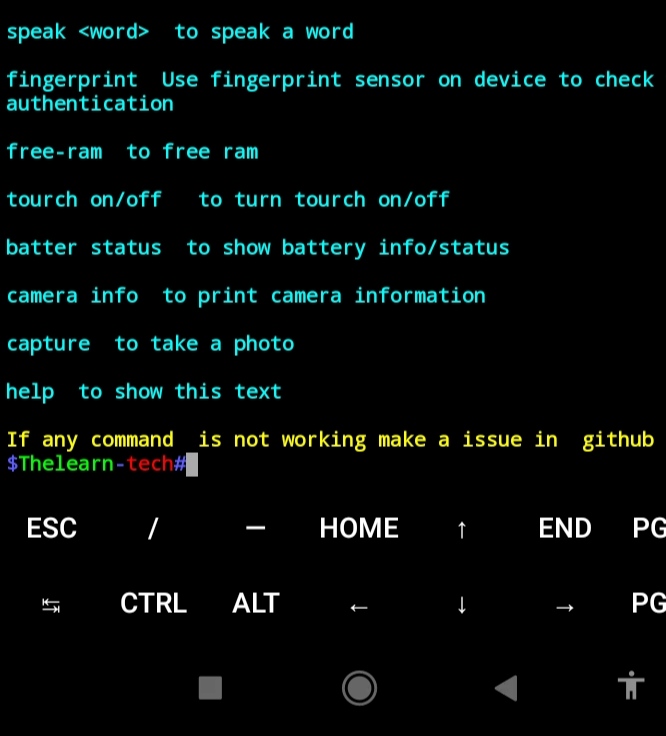 speak <word>  to speak a word
fingerprint  Use fingerprint sensor on device to check
authentication
free-ram  to free ram
tourch on/off   to turn tourch on/off
batter status  to show battery info/status
camera info  to print camera information
capture  to take a photo
help  to show this text
If any command  is not working make a issue in  github
$Thelearn-tech#
ESC / — HOME ↑ END PG
↹ CTRL ALT ← ↓ → PG